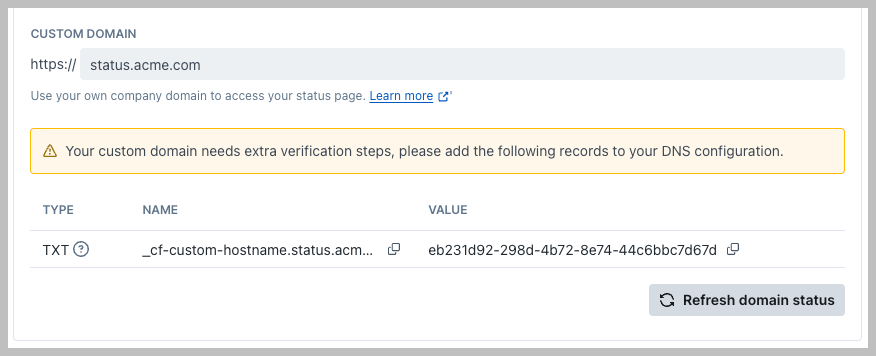 CUSTOM DOMAIN
https:// status.acme.com
Use your own company domain to access your status page. Learn more '
Your custom domain needs extra verification steps, please add the following records to your DNS configuration.
TYPE NAME VALUE
TXT _cf-custom-hostname.status.acm... eb231d92-298d-4b72-8e74-44c6bbc7d67d
Refresh domain status